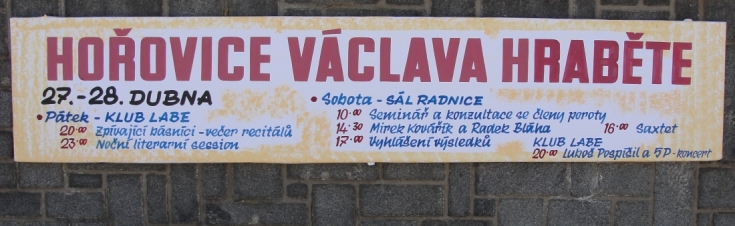 HOŘOVICE VÁCLAVA HRABĚTE
27.-28. DUBNA
• Pátek - KLUB LABE
20.00 Zpívající básníci - večer recitálů
23.00 Noční literarní session
• Sobota - SÁL RADNICE
10.00 Seminář a konzultace se členy poroty
14.30 Mirek Kovářík a Radek Bláha
16.00 Saxtet
17.00 Vyhlášení výsledků
KLUB LABE
20.00 Luboš Pospíšil a 5P - koncert